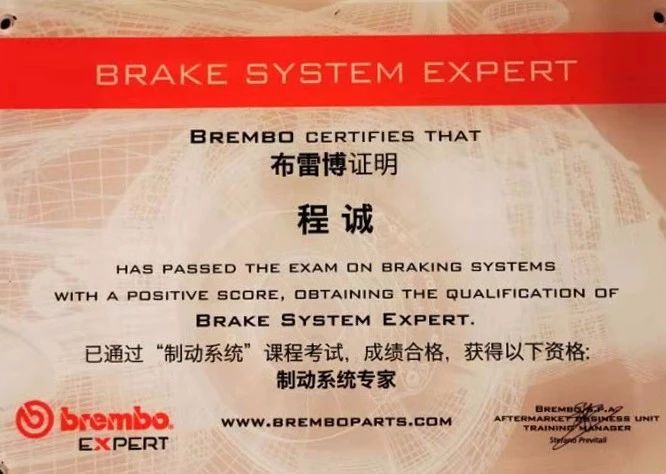 BRAKE SYSTEM EXPERT
BREMBO CERTIFIES THAT
布雷博证明
程诚
HAS PASSED THE EXAM ON BRAKING SYSTEMS
WITH A POSITIVE SCORE, OBTAINING THE QUALIFICATION OF
BRAKE SYSTEM EXPERT.
已通过“制动系统”课程考试，成绩合格，获得以下资格：
制动系统专家
brembo
EXPERT
WWW.BREMBOPARTS.COM
BREMBO S.P.A.
AFTERMARKET BUSINESS UNIT
TRAINING MANAGER
Stefano Previtali